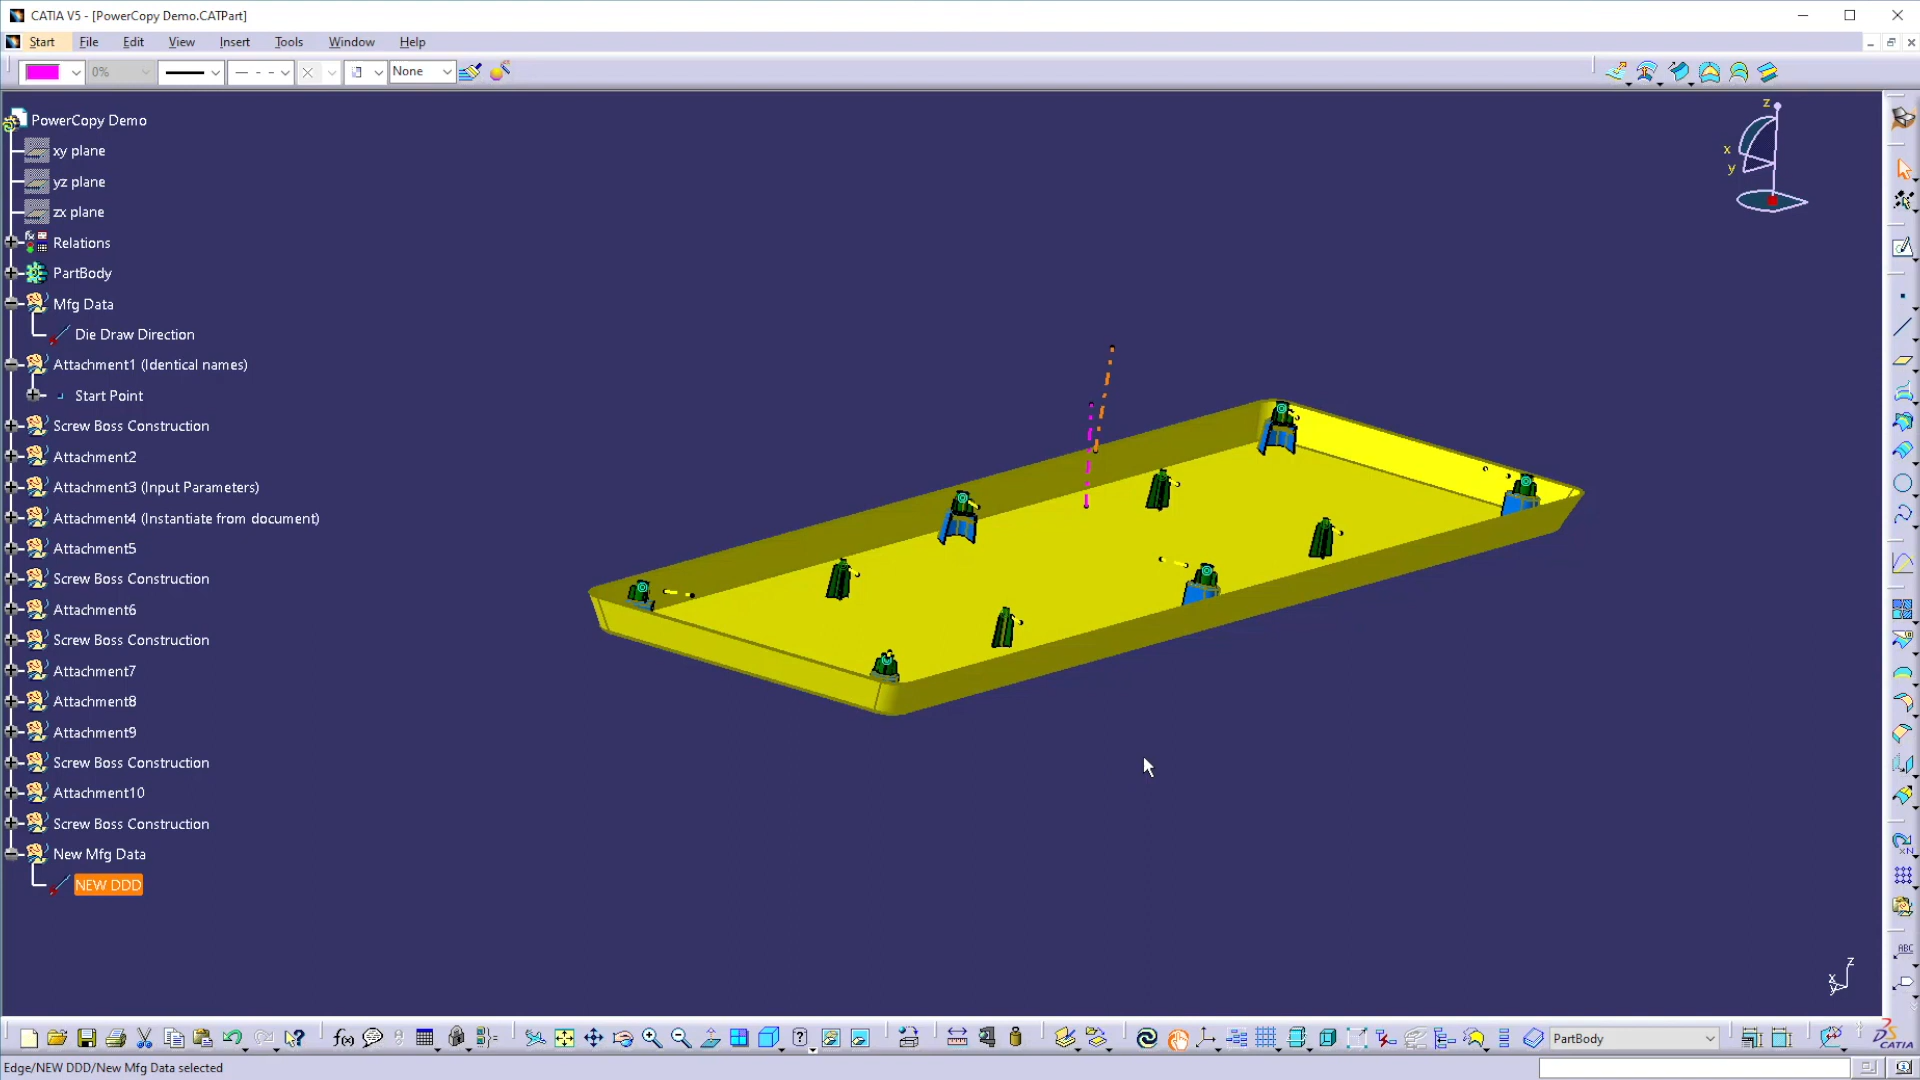 CATIA V5 - [PowerCopy Demo.CATPart]
Start File Edit View Insert Tools Window Help
0% None
PowerCopy Demo
xy plane
yz plane
zx plane
Relations
PartBody
Mfg Data
Die Draw Direction
Attachment1 (Identical names)
Start Point
Screw Boss Construction
Attachment2
Attachment3 (Input Parameters)
Attachment4 (Instantiate from document)
Attachment5
Screw Boss Construction
Attachment6
Screw Boss Construction
Attachment7
Attachment8
Attachment9
Screw Boss Construction
Attachment10
Screw Boss Construction
New Mfg Data
NEW DDD
z
x
y
z
x
y
ABC
PartBody
CATIA
Edge/NEW DDD/New Mfg Data selected